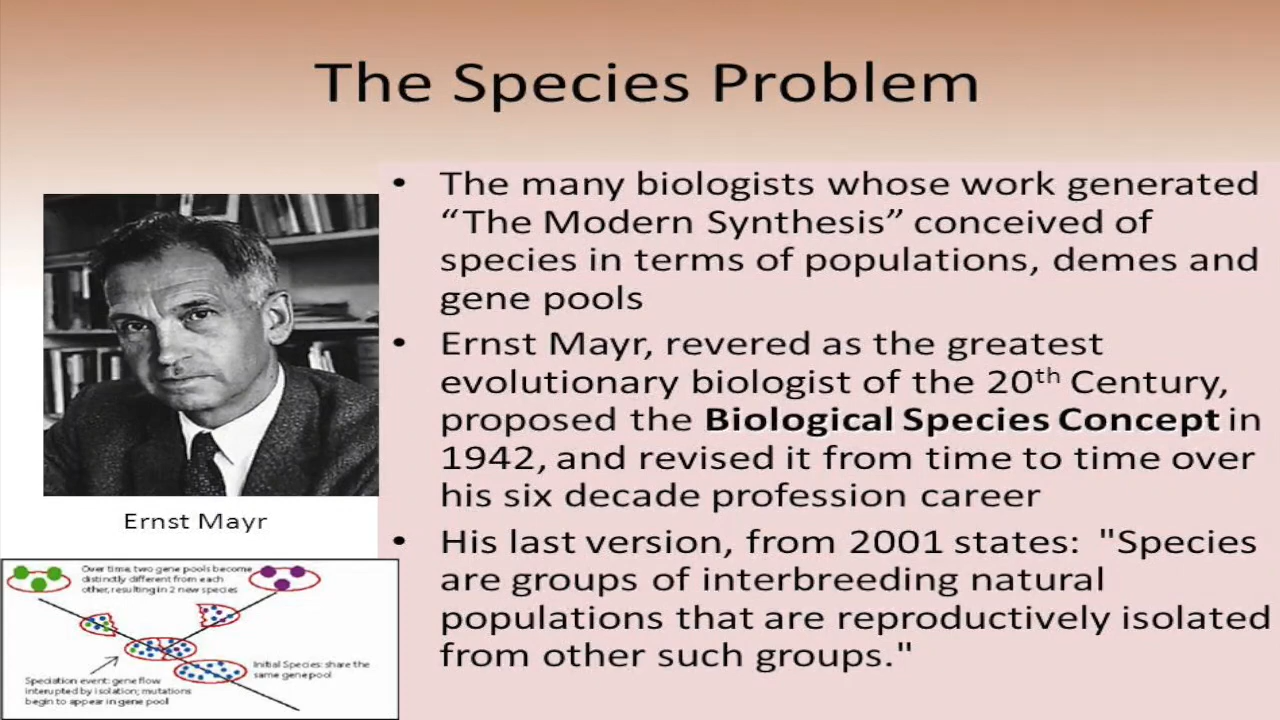 The Species Problem
• The many biologists whose work generated
“The Modern Synthesis” conceived of
species in terms of populations, demes and
gene pools
• Ernst Mayr, revered as the greatest
evolutionary biologist of the 20th Century,
proposed the Biological Species Concept in
1942, and revised it from time to time over
his six decade profession career
• His last version, from 2001 states: "Species
are groups of interbreeding natural
populations that are reproductively isolated
from other such groups."
Ernst Mayr
Over time, two gene pools become
distinctly different from each
other, resulting in 2 new species
Initial Species: share the
same gene pool
Speciation event: gene flow
interupted by isolation; mutations
begin to appear in gene pool